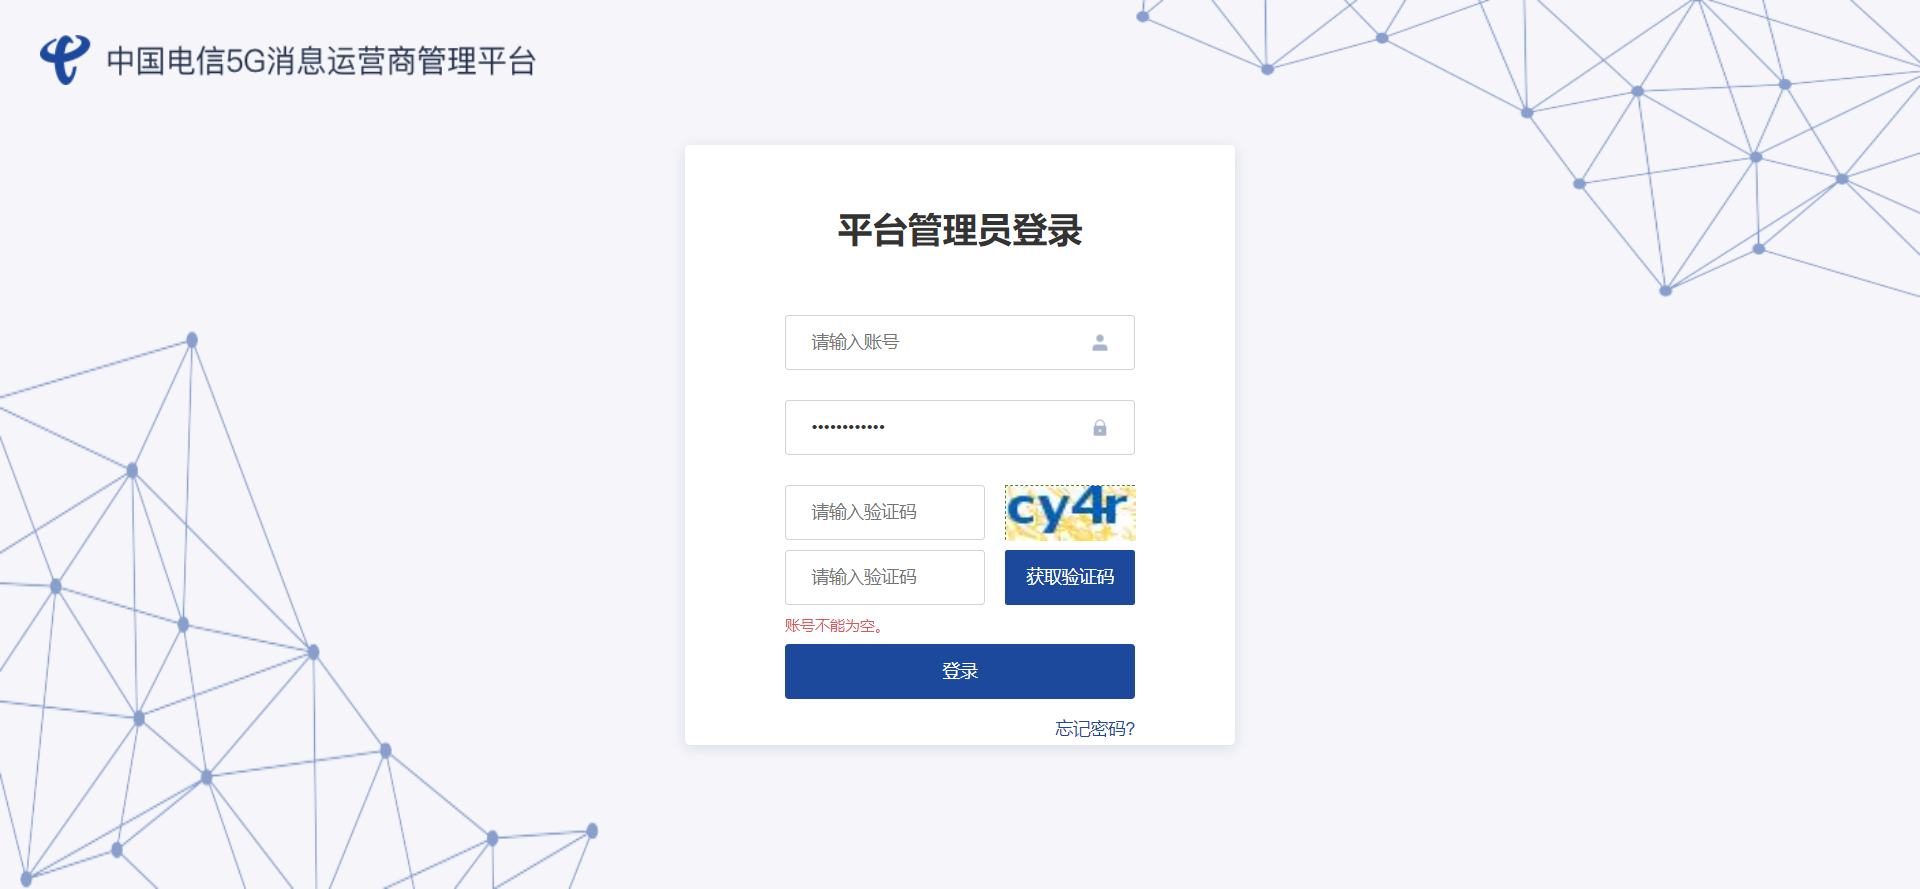 中国电信5G消息运营商管理平台
平台管理员登录
请输入账号
••••••••••••
请输入验证码
cy4r
请输入验证码
获取验证码
账号不能为空。
登录
忘记密码?